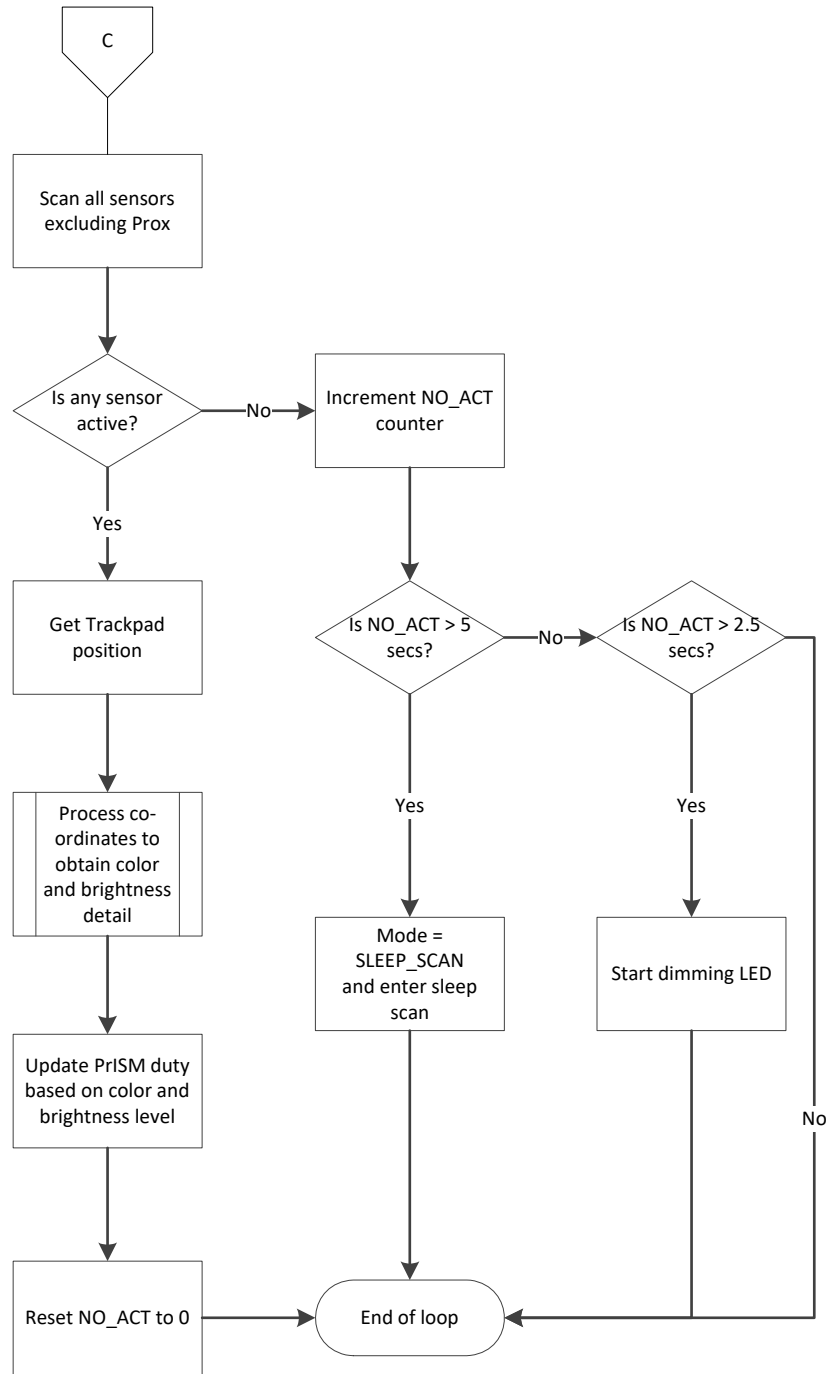 C
Scan all sensors
excluding Prox
Is any sensor
active?
No
Increment NO_ACT
counter
Yes
Get Trackpad
position
Is NO_ACT > 5
secs?
No
Is NO_ACT > 2.5
secs?
Process co-
ordinates to
obtain color
and brightness
detail
Yes
Yes
Mode =
SLEEP_SCAN
and enter sleep
scan
Start dimming LED
Update PrISM duty
based on color and
brightness level
No
Reset NO_ACT to 0
End of loop